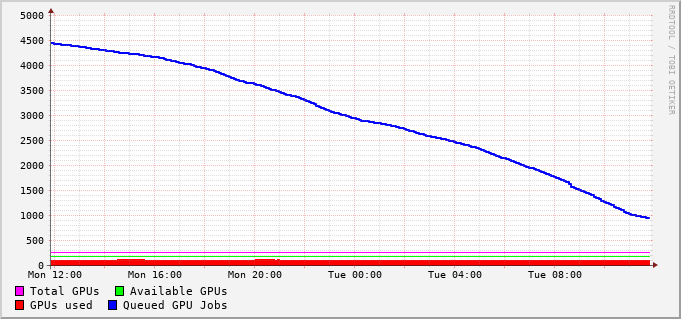 5000
4500
4000
3500
3000
2500
2000
1500
1000
500
0
Mon 12:00 Mon 16:00 Mon 20:00 Tue 00:00 Tue 04:00 Tue 08:00
Total GPUs Available GPUs
GPUs used Queued GPU Jobs
RRDTOOL / TOBI OETIKER